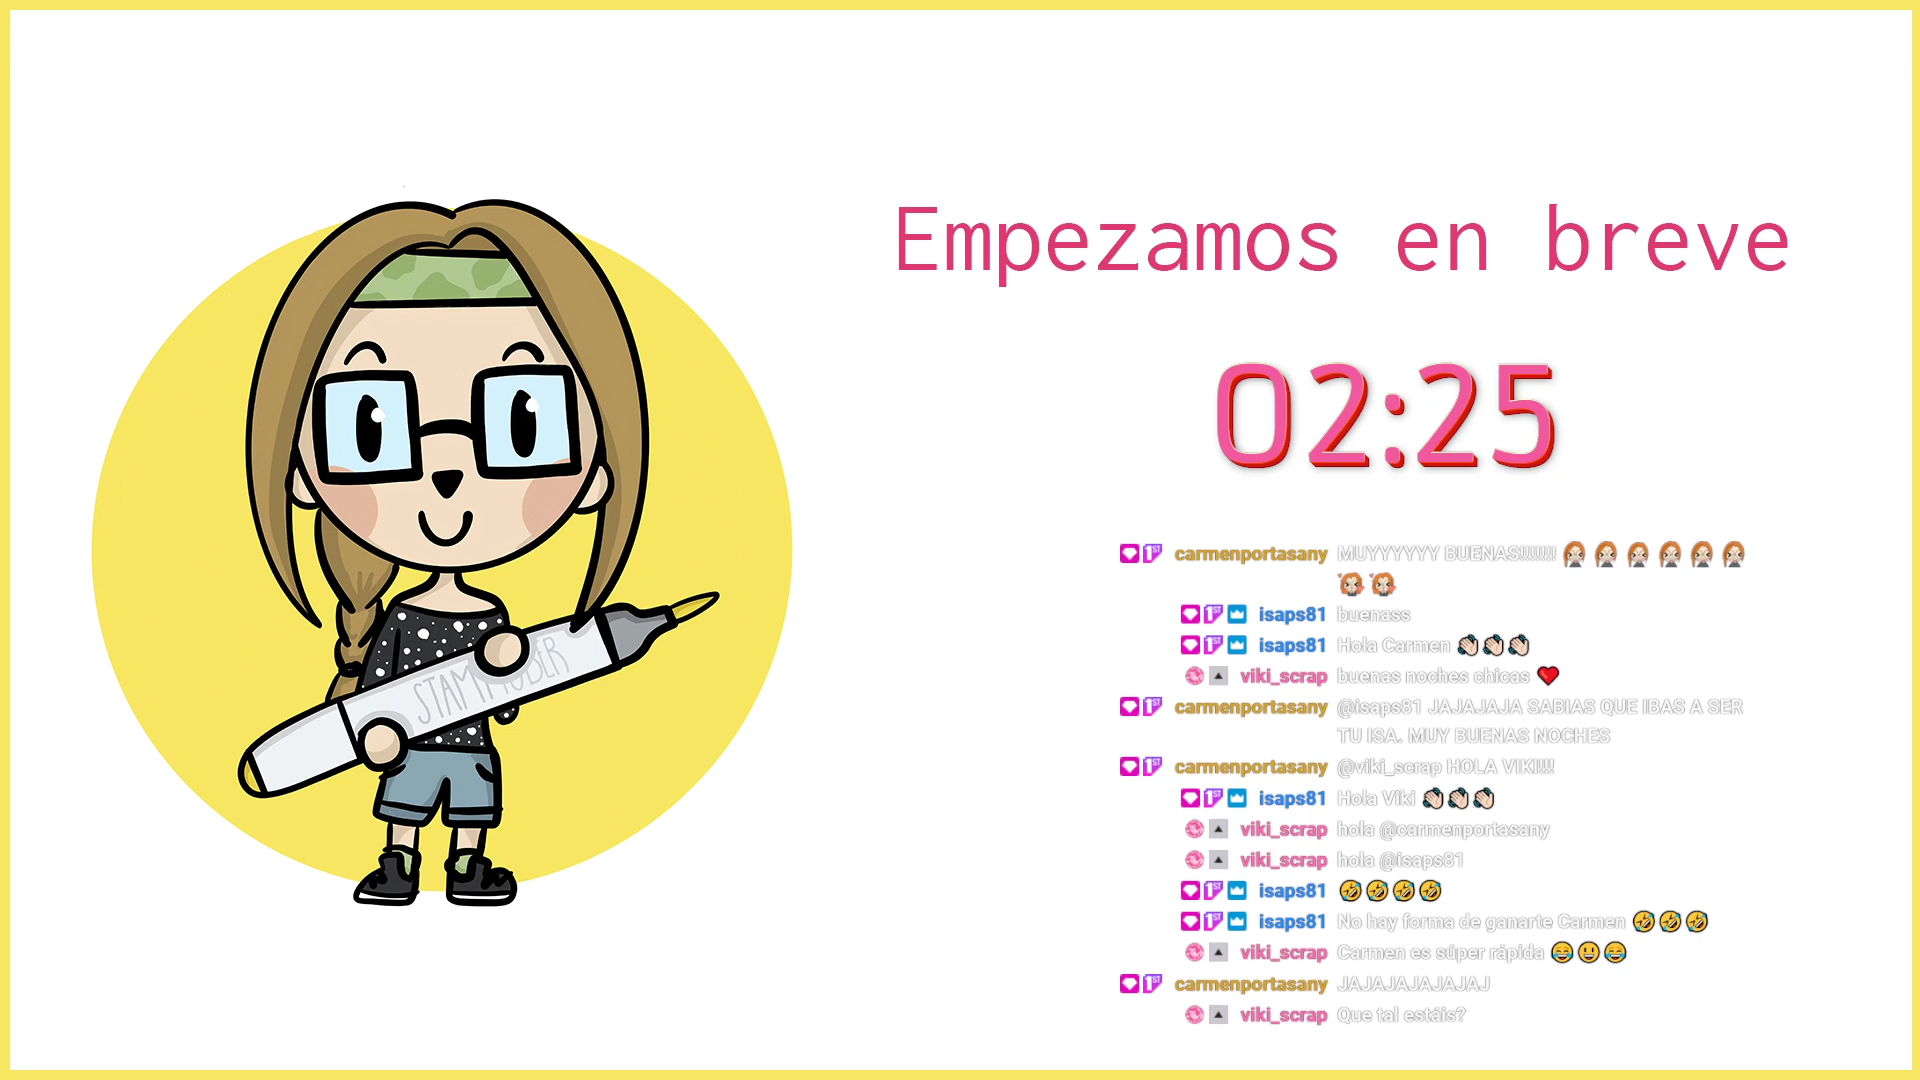 Empezamos en breve
02:25
carmenportasany MUYYYYYY BUENAS!!!!!!!
isaps81 buenass
isaps81 Hola Carmen
viki_scrap buenas noches chicas
carmenportasany @isaps81 JAJAJAJA SABIAS QUE IBAS A SER
TU ISA. MUY BUENAS NOCHES
carmenportasany @viki_scrap HOLA VIKI!!!!
isaps81 Hola Viki
viki_scrap hola @carmenportasany
viki_scrap hola @isaps81
isaps81
isaps81 No hay forma de ganarte Carmen
viki_scrap Carmen es súper rápida
carmenportasany JAJAJAJAJAJAJ
viki_scrap Que tal estáis?